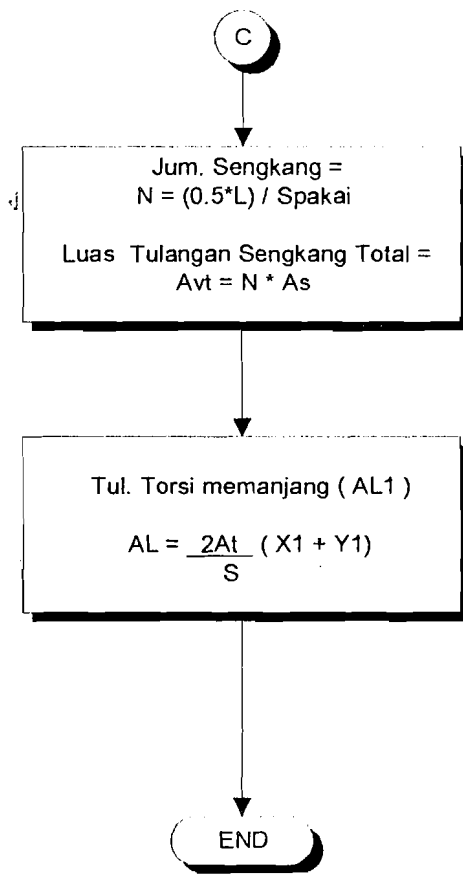 C
Jum. Sengkang =
N = (0.5*L) / Spakai
Luas Tulangan Sengkang Total =
Avt = N * As
Tul. Torsi memanjang ( AL1 )
AL = 2At ( X1 + Y1)
S
END